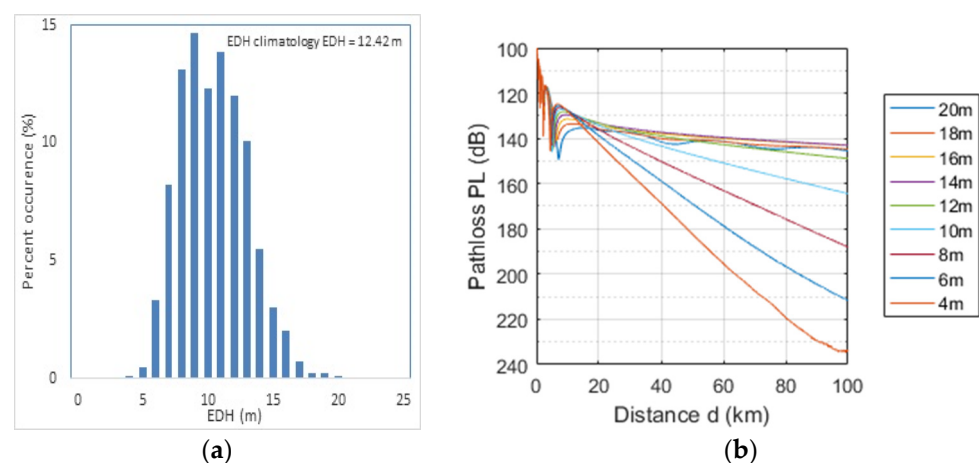 EDH climatology EDH = 12.42 m
Percent occurence (%)
15
10
5
0
0 5 10 15 20 25
EDH (m)
(a)
Pathloss PL (dB)
100
120
140
160
180
200
220
240
0 20 40 60 80 100
Distance d (km)
20m
18m
16m
14m
12m
10m
8m
6m
4m
(b)